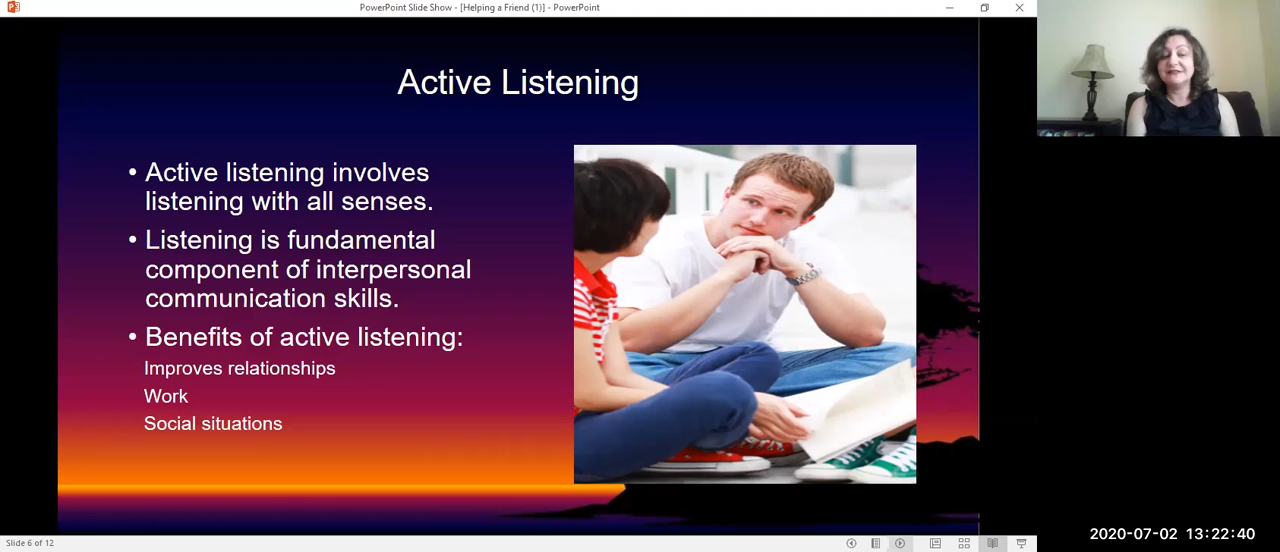 PowerPoint Slide Show - [Helping a Friend (1)] - PowerPoint
Active Listening
• Active listening involves
listening with all senses.
• Listening is fundamental
component of interpersonal
communication skills.
• Benefits of active listening:
Improves relationships
Work
Social situations
2020-07-02 13:22:40
Slide 6 of 12